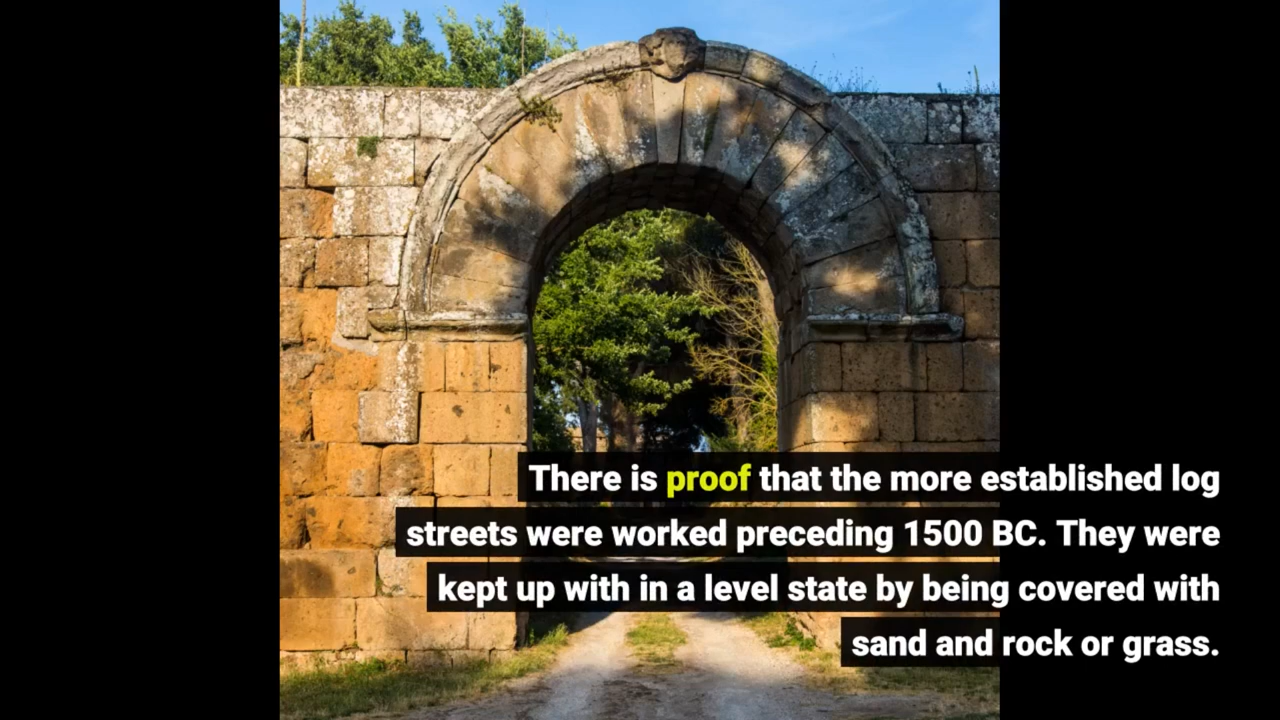 There is proof that the more established log
streets were worked preceding 1500 BC. They were
kept up with in a level state by being covered with
sand and rock or grass.